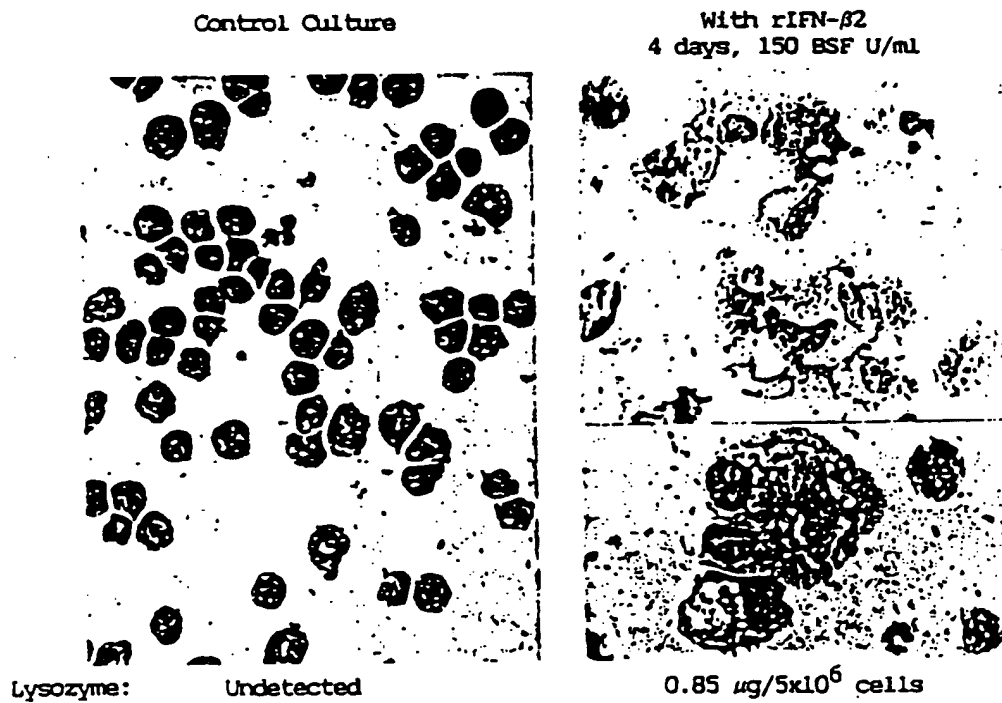 Control Culture
With rIFN-β2
4 days, 150 BSF U/ml
Lysozyme: Undetected
0.85 μg/5x10⁶ cells